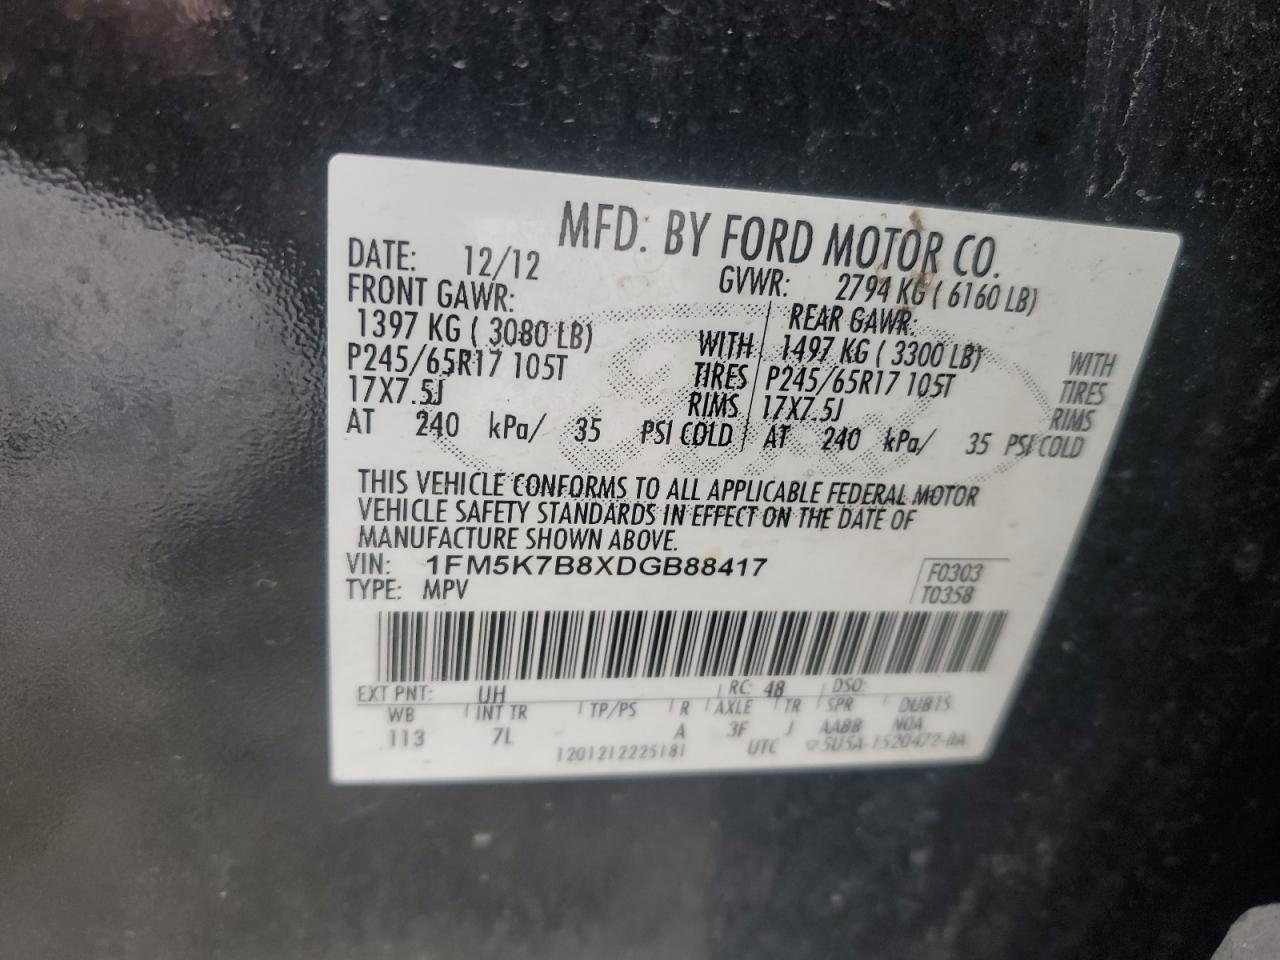 MFD. BY FORD MOTOR CO.
DATE: 12/12 GVWR: 2794 KG ( 6160 LB)
FRONT GAWR: REAR GAWR:
1397 KG ( 3080 LB) WITH 1497 KG ( 3300 LB) WITH
P245/65R17 105T TIRES P245/65R17 105T TIRES
17X7.5J RIMS 17X7.5J RIMS
AT 240 kPa/ 35 PSI COLD AT 240 kPa/ 35 PSI COLD
THIS VEHICLE CONFORMS TO ALL APPLICABLE FEDERAL MOTOR
VEHICLE SAFETY STANDARDS IN EFFECT ON THE DATE OF
MANUFACTURE SHOWN ABOVE.
VIN: 1FM5K7B8XDGB88417 F0303
TYPE: MPV T0358
EXT PNT: UH RC: 48 DSO:
WB INT TR TP/PS R AXLE TR SPR
113 7L A 3F J AABB NOA
1201212225181 UTC